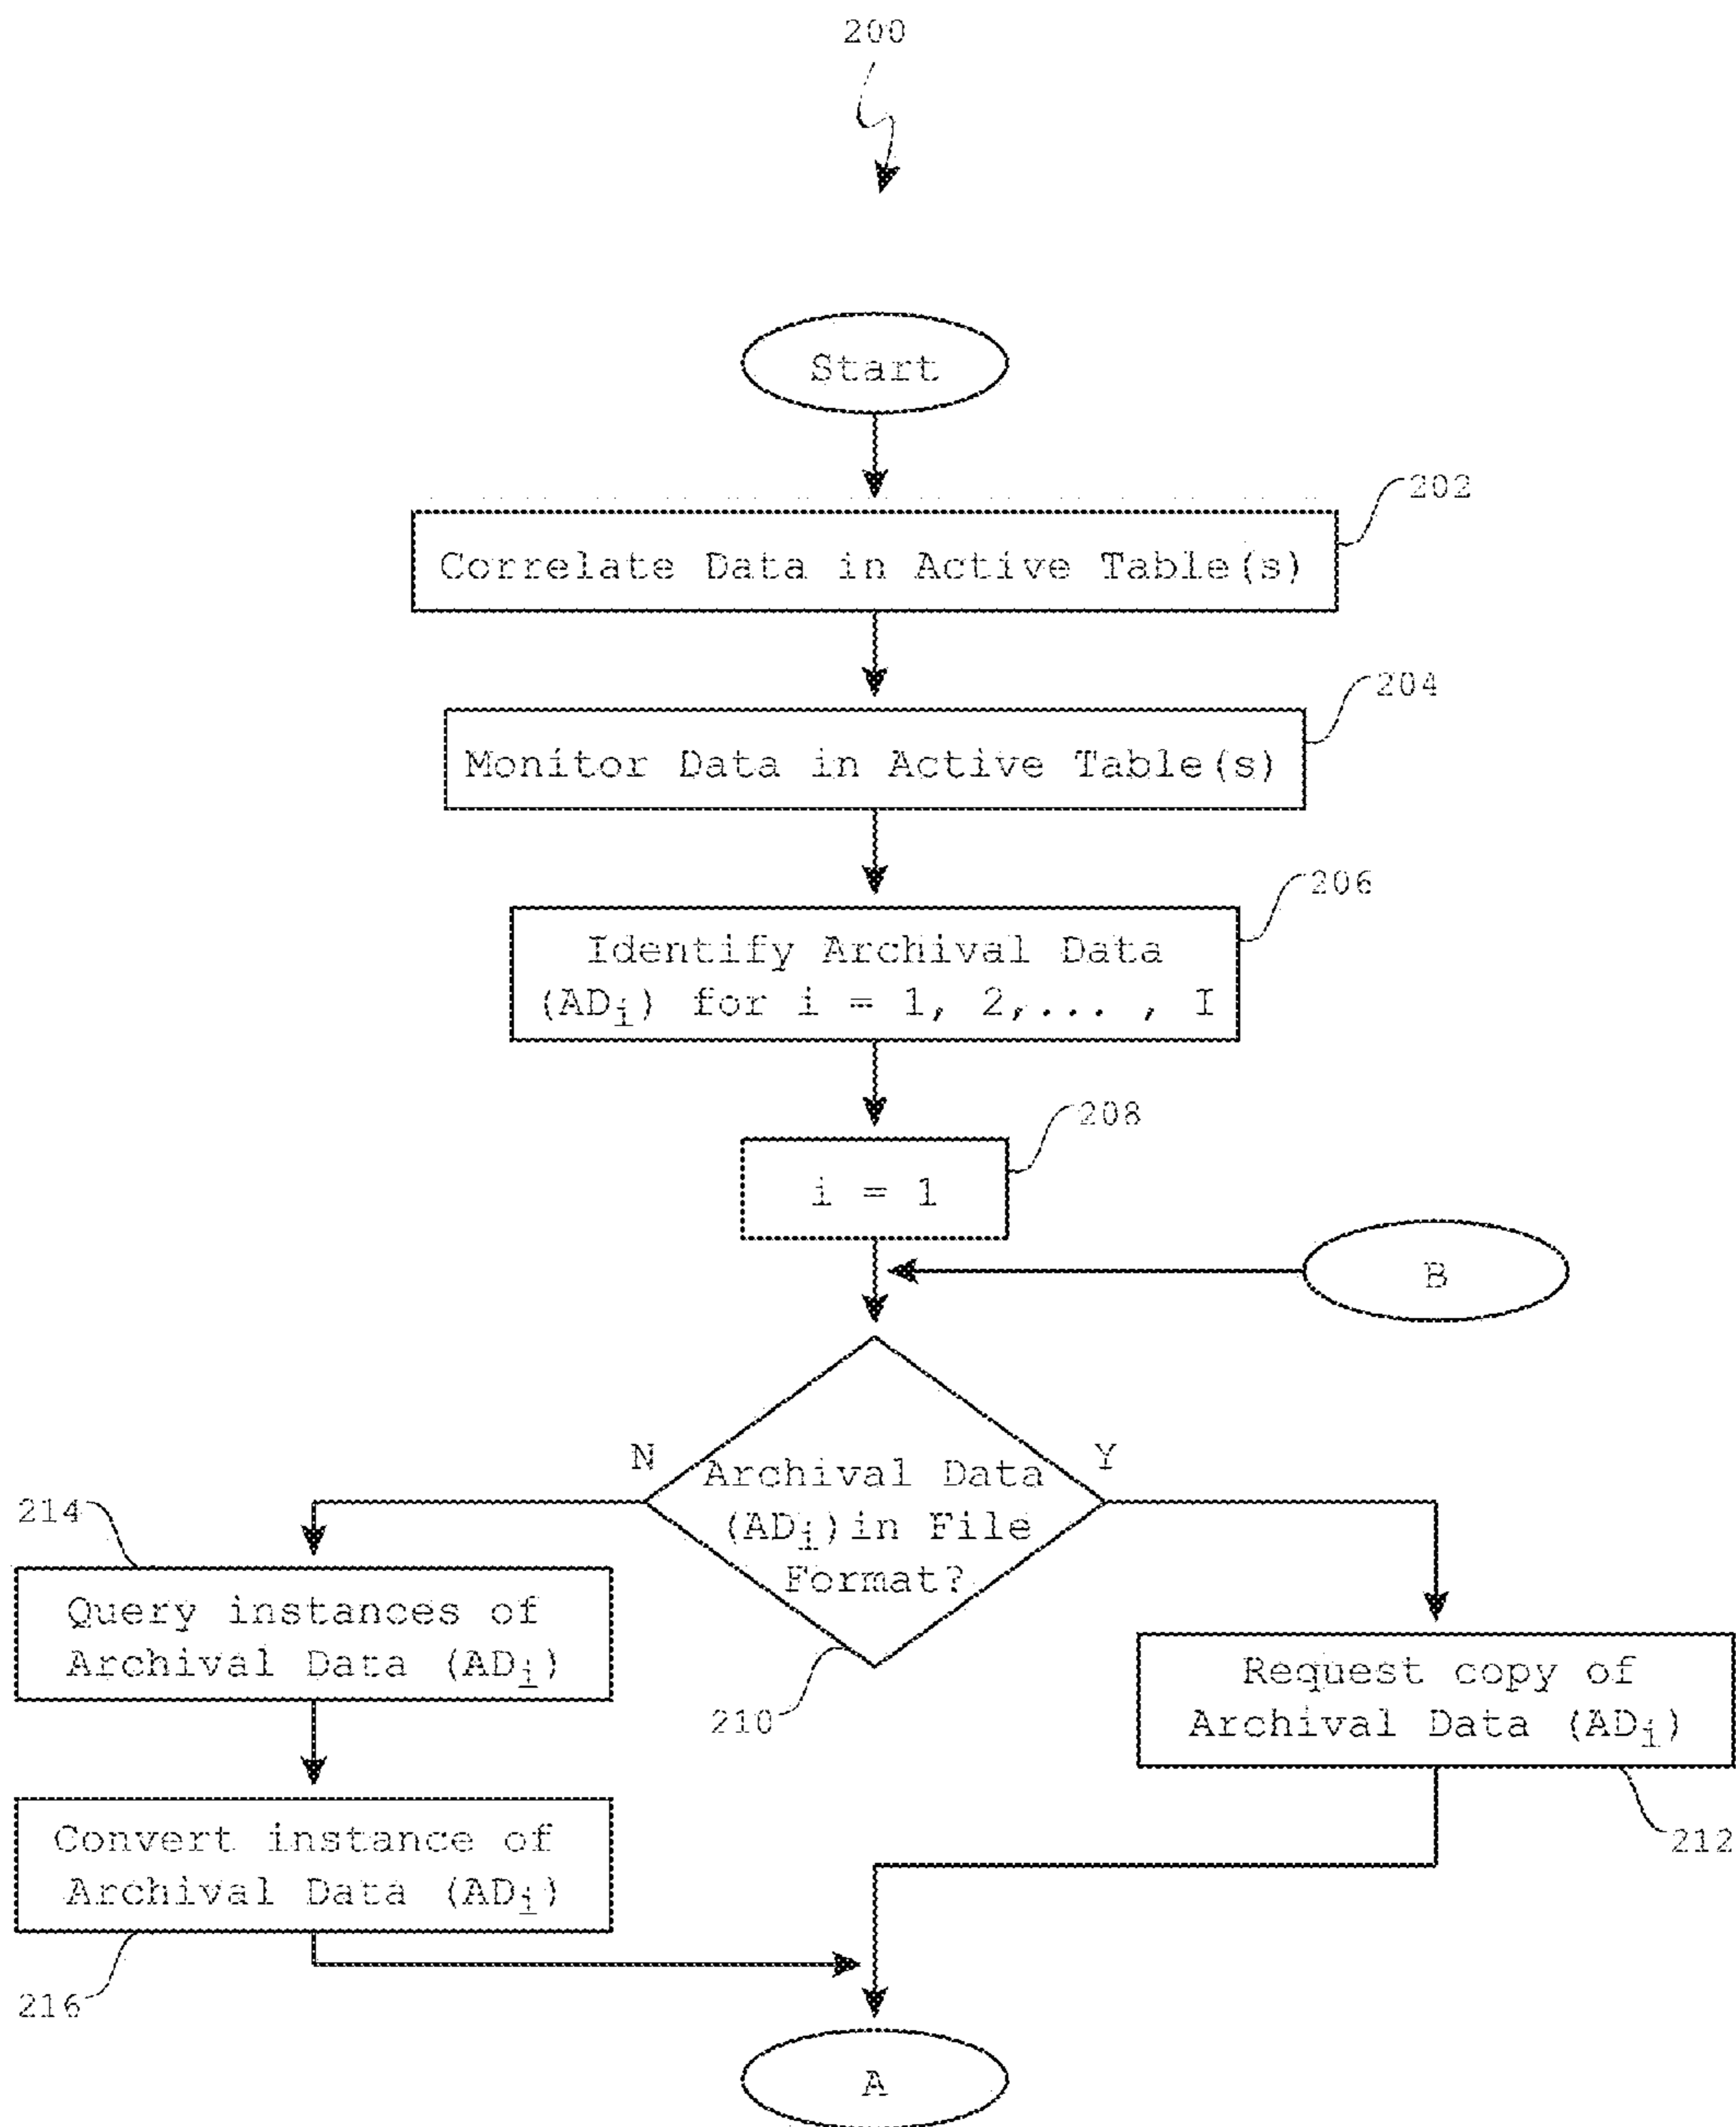 200
Start
202
Correlate Data in Active Table(s)
204
Monitor Data in Active Table(s)
206
Identify Archival Data
(ADi) for i = 1, 2,... , I
208
i = 1
B
N
Y
Archival Data
(ADi)in File
Format?
214
210
Query instances of
Archival Data (ADi)
Request copy of
Archival Data (ADi)
212
Convert instance of
Archival Data (ADi)
216
A